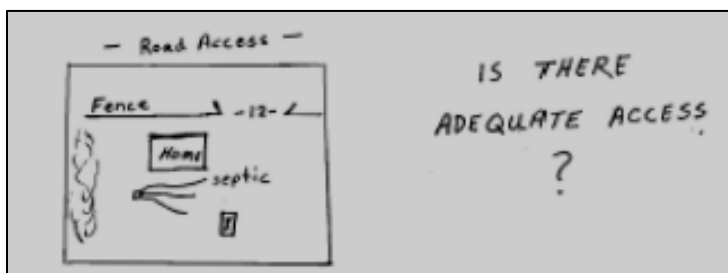 - Road Access -
Fence
-12-
Home
septic
IS THERE
ADEQUATE ACCESS
?